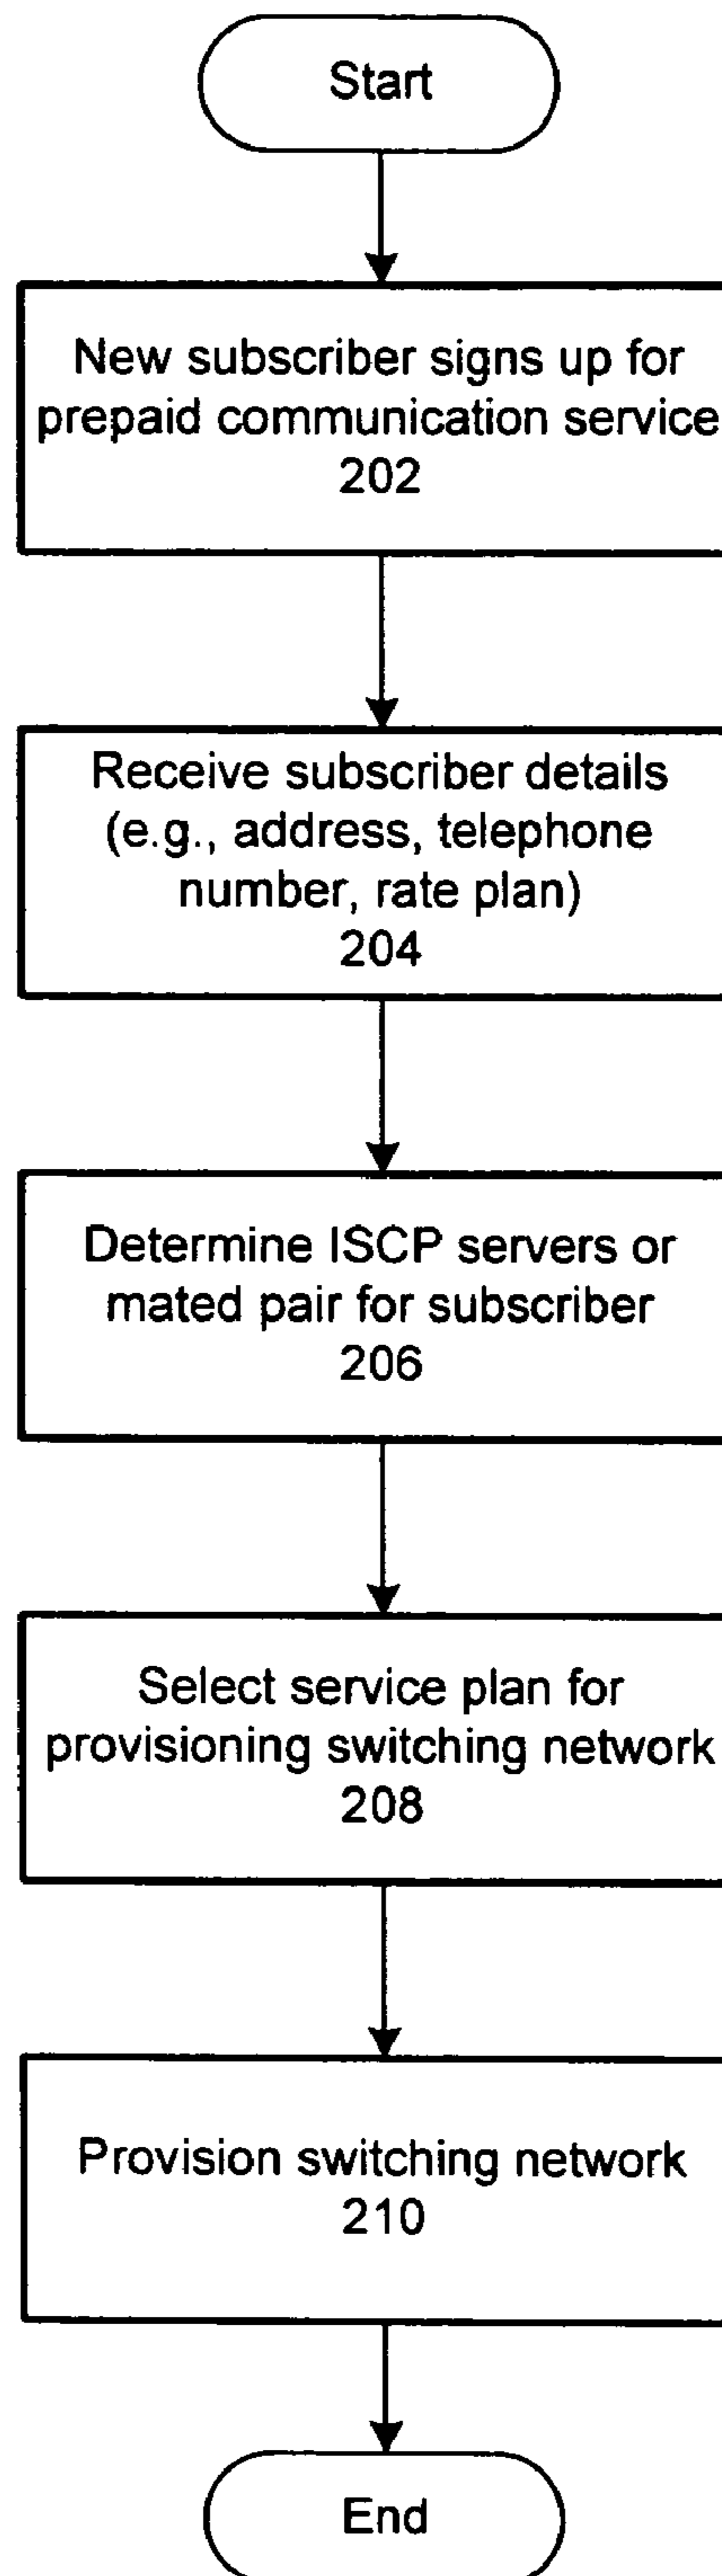 Start
New subscriber signs up for
prepaid communication service
202
Receive subscriber details
(e.g., address, telephone
number, rate plan)
204
Determine ISCP servers or
mated pair for subscriber
206
Select service plan for
provisioning switching network
208
Provision switching network
210
End